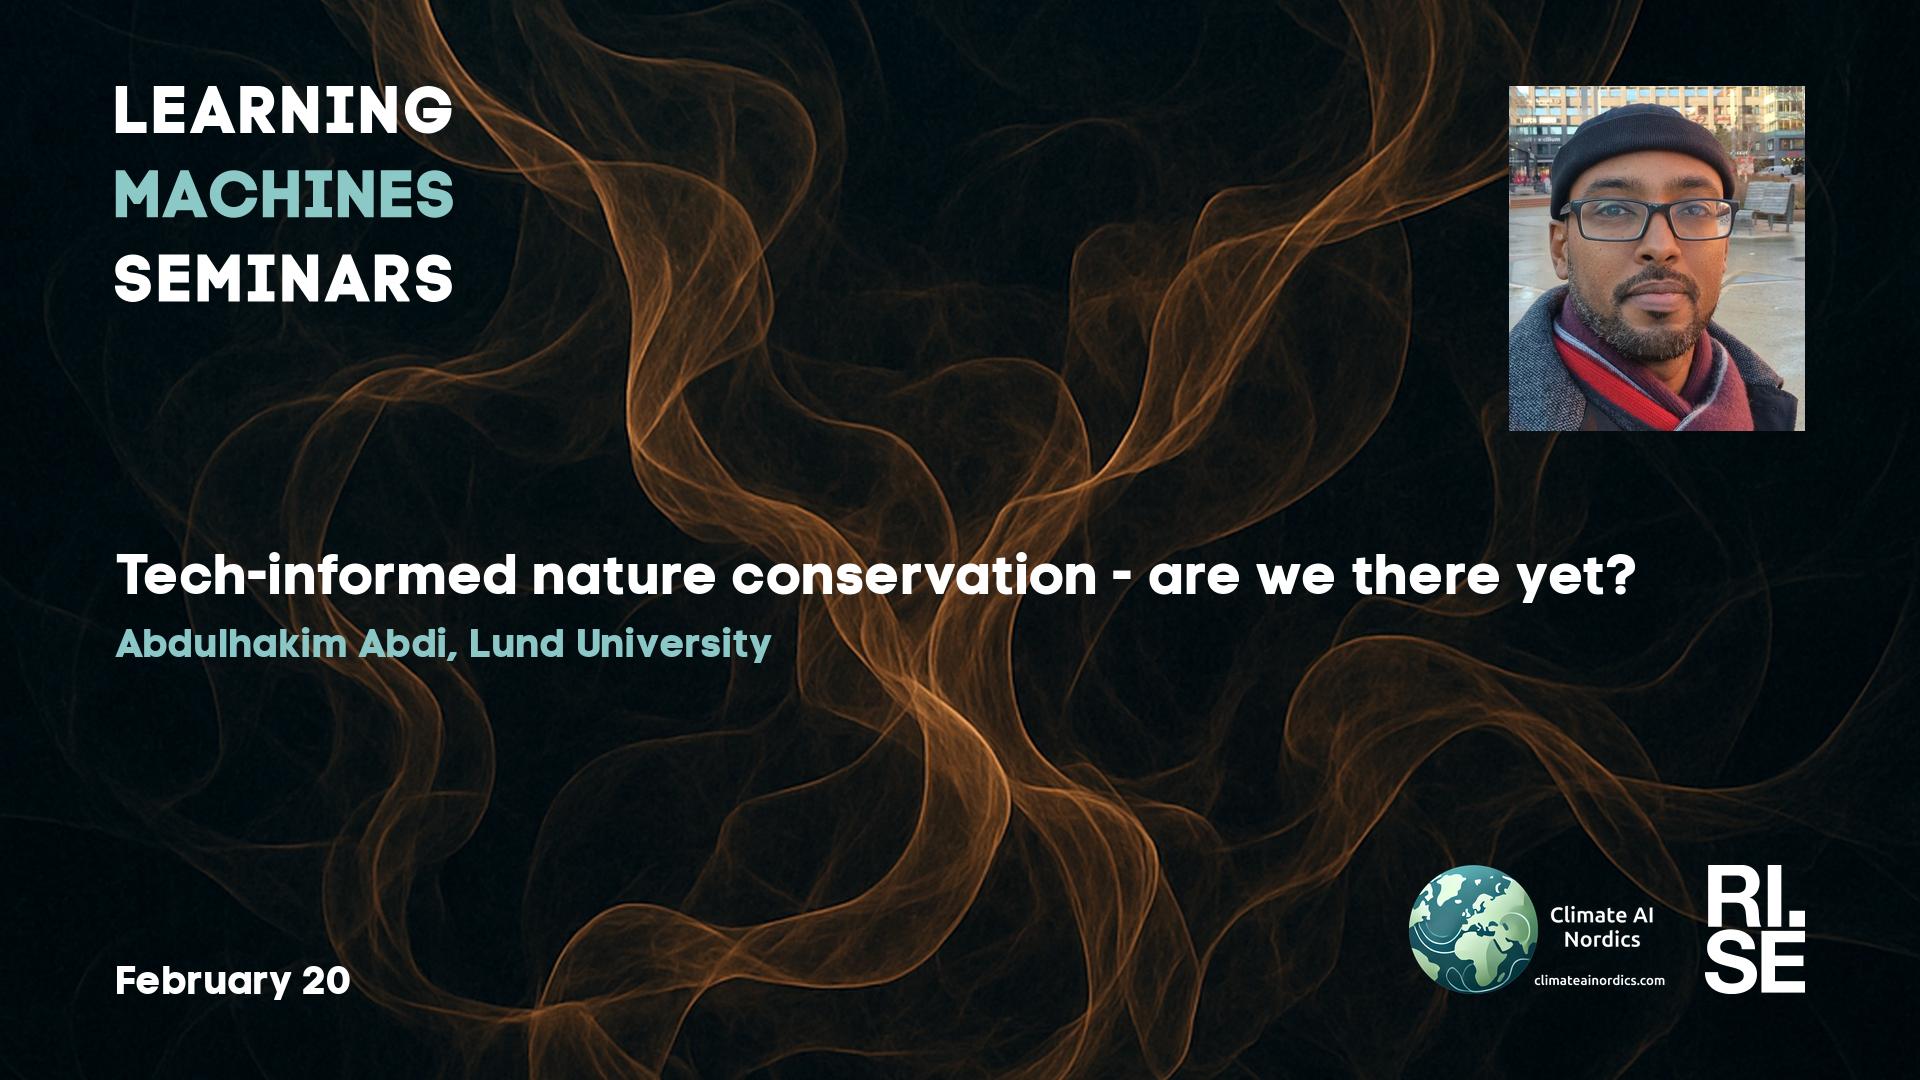 LEARNING
MACHINES
SEMINARS
Tech-informed nature conservation - are we there yet?
Abdulhakim Abdi, Lund University
February 20
Climate AI
Nordics
climateainordics.com
RI.
SE